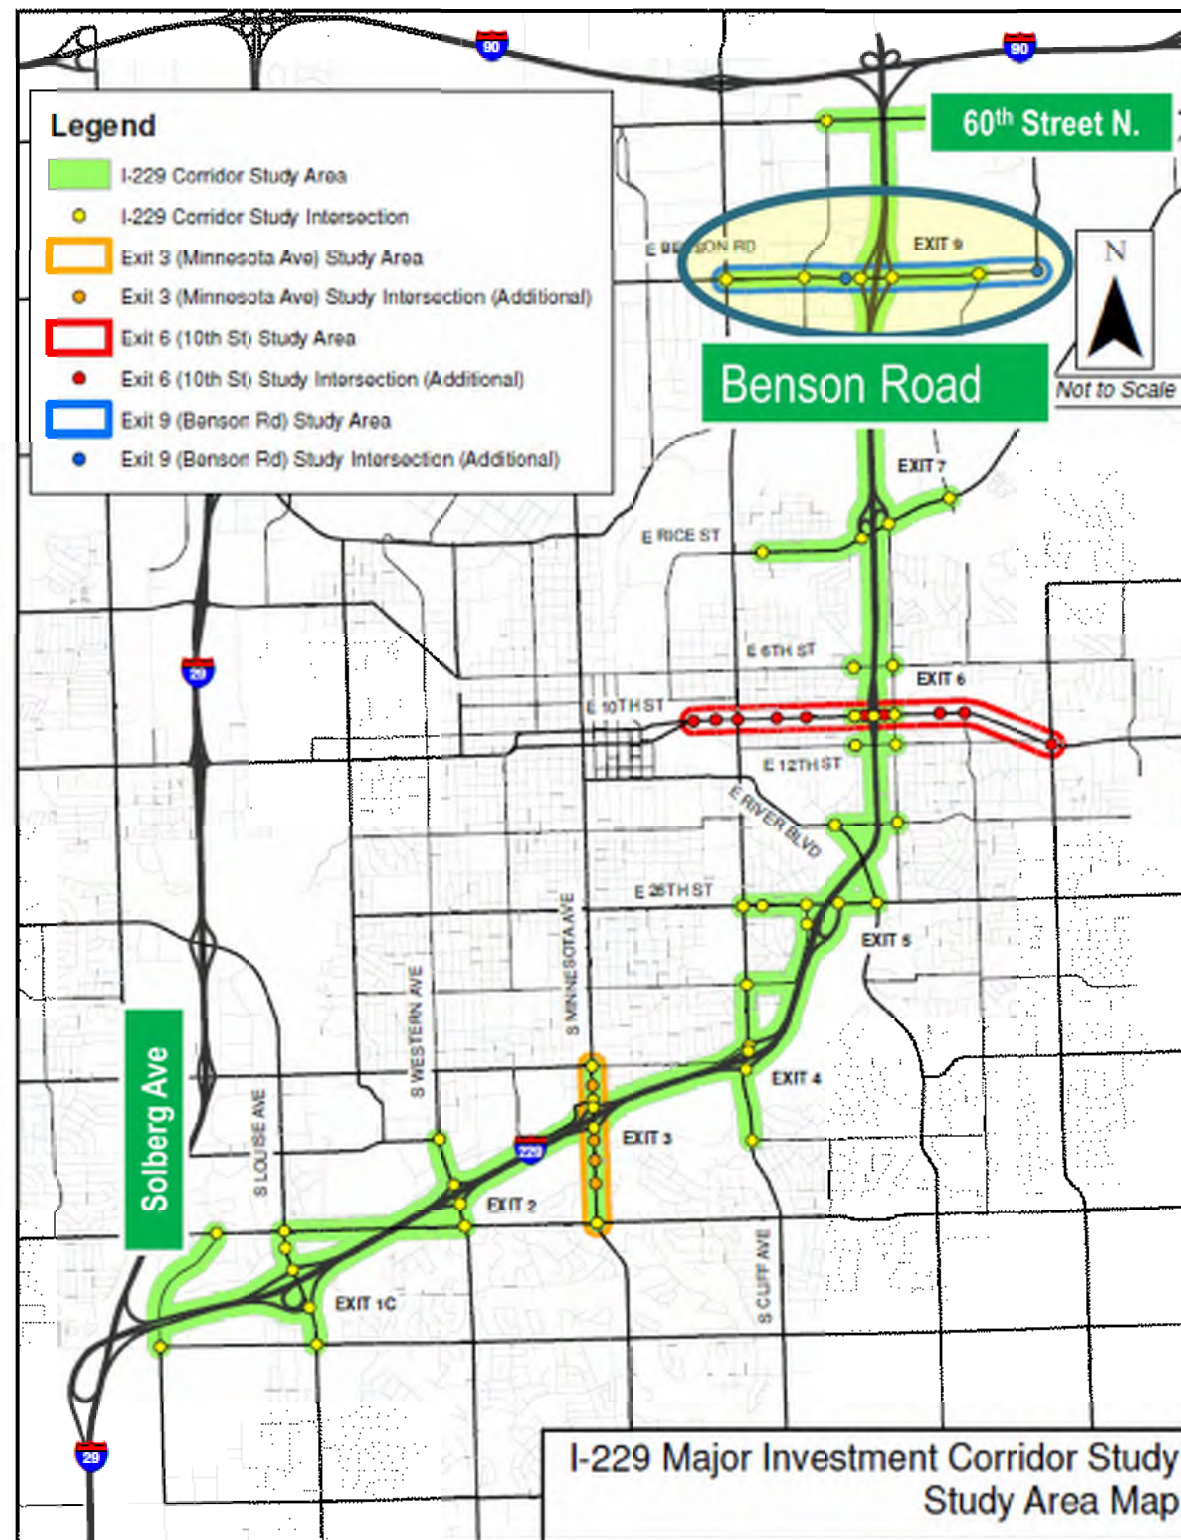 90
90
60th Street N.
Legend
I-229 Corridor Study Area
I-229 Corridor Study Intersection
Exit 3 (Minnesota Ave) Study Area
Exit 3 (Minnesota Ave) Study Intersection (Additional)
Exit 6 (10th St) Study Area
Exit 6 (10th St) Study Intersection (Additional)
Exit 9 (Benson Rd) Study Area
Exit 9 (Benson Rd) Study Intersection (Additional)
E BENSON RD
EXIT 9
N
Benson Road
Not to Scale
EXIT 7
E RICE ST
E 6TH ST
29
EXIT 6
E 10TH ST
E 12TH ST
E RIVER BLVD
E 26TH ST
S MINNESOTA AVE
EXIT 5
S WESTERN AVE
Solberg Ave
S LOUISE AVE
EXIT 4
EXIT 3
229
EXIT 2
S CLIFF AVE
EXIT 1C
29
I-229 Major Investment Corridor Study
Study Area Map